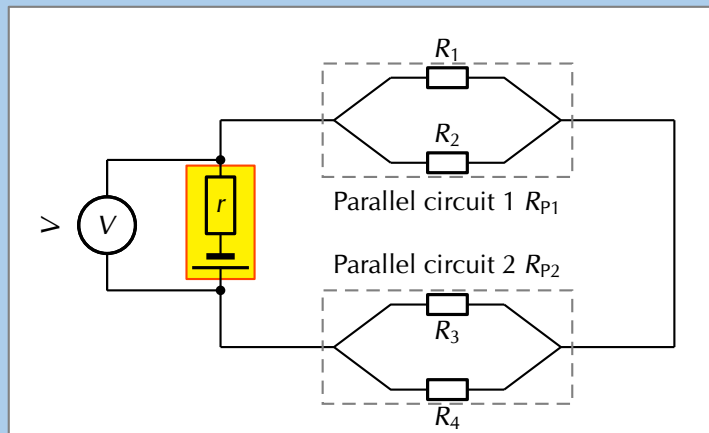 R1
R2
Parallel circuit 1 RP1
r
V
V
Parallel circuit 2 RP2
R3
R4